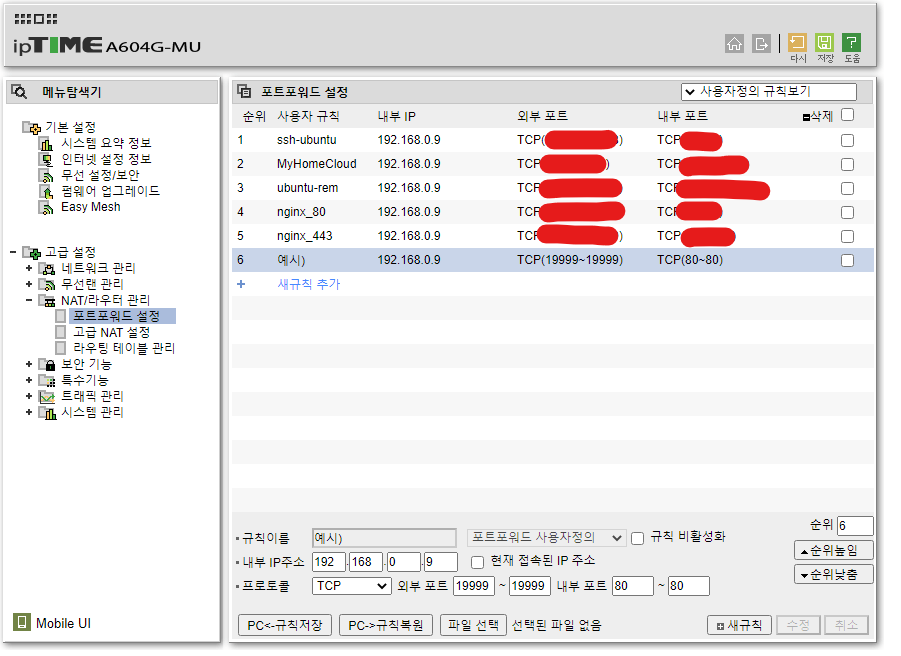 ipTIME A604G-MU
다시 저장 도움
메뉴탐색기
기본 설정
시스템 요약 정보
인터넷 설정 정보
무선 설정/보안
펌웨어 업그레이드
Easy Mesh
고급 설정
네트워크 관리
무선랜 관리
NAT/라우터 관리
포트포워드 설정
고급 NAT 설정
라우팅 테이블 관리
보안 기능
특수기능
트래픽 관리
시스템 관리
Mobile UI
포트포워드 설정 사용자정의 규칙보기
순위 사용자 규칙 내부 IP 외부 포트 내부 포트 삭제
1 ssh-ubuntu 192.168.0.9 TCP( ) TCP
2 MyHomeCloud 192.168.0.9 TCP( ) TCP
3 ubuntu-rem 192.168.0.9 TCP TCP
4 nginx_80 192.168.0.9 TCP TCP
5 nginx_443 192.168.0.9 TCP ) TCP
6 예시) 192.168.0.9 TCP(19999~19999) TCP(80~80)
+ 새규칙 추가
순위 6
규칙이름 예시) 포트포워드 사용자정의 규칙 비활성화
순위높임
내부 IP주소 192 . 168 . 0 . 9 현재 접속된 IP 주소
순위낮춤
프로토콜 TCP 외부 포트 19999 ~ 19999 내부 포트 80 ~ 80
PC<-규칙저장 PC->규칙복원 파일 선택 선택된 파일 없음 새규칙 수정 취소